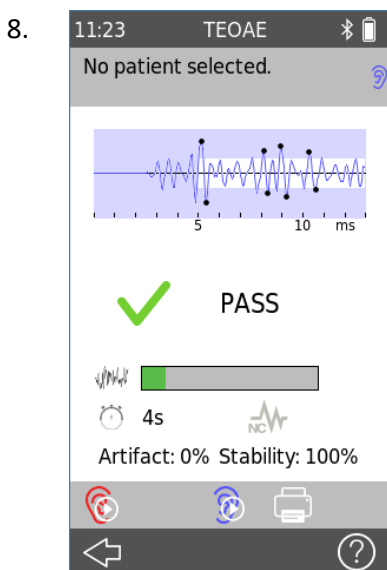 8.
11:23 TEOAE
No patient selected.
5 10 ms
PASS
4s NC
Artifact: 0% Stability: 100%
?